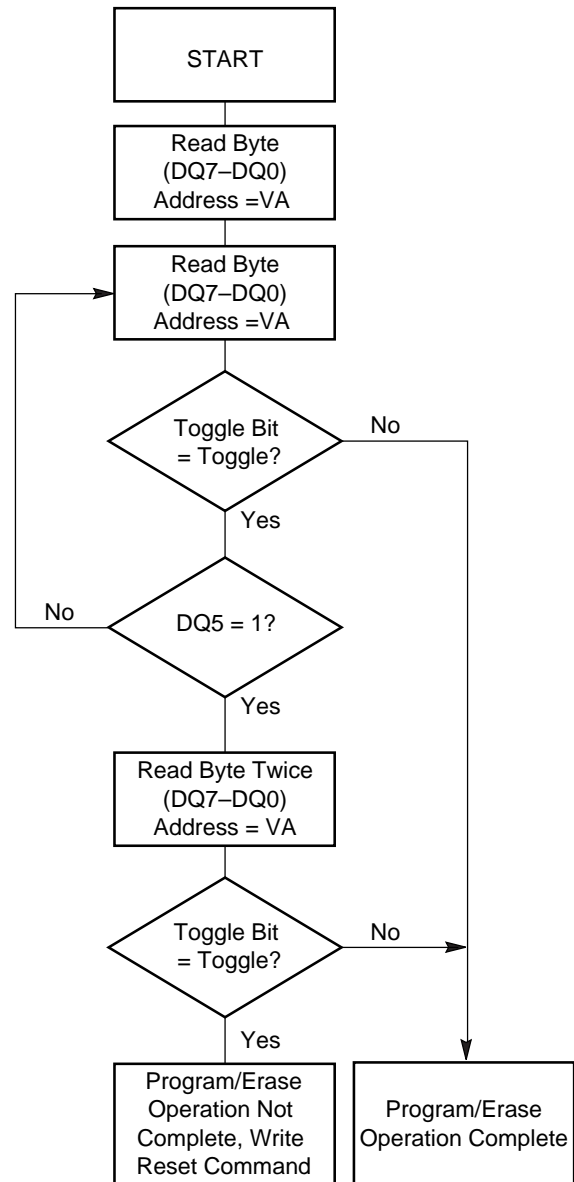 START
Read Byte
(DQ7–DQ0)
Address =VA
Read Byte
(DQ7–DQ0)
Address =VA
Toggle Bit
= Toggle?
No
Yes
No
DQ5 = 1?
Yes
Read Byte Twice
(DQ7–DQ0)
Address = VA
Toggle Bit
= Toggle?
No
Yes
Program/Erase
Operation Not
Complete, Write
Reset Command
Program/Erase
Operation Complete